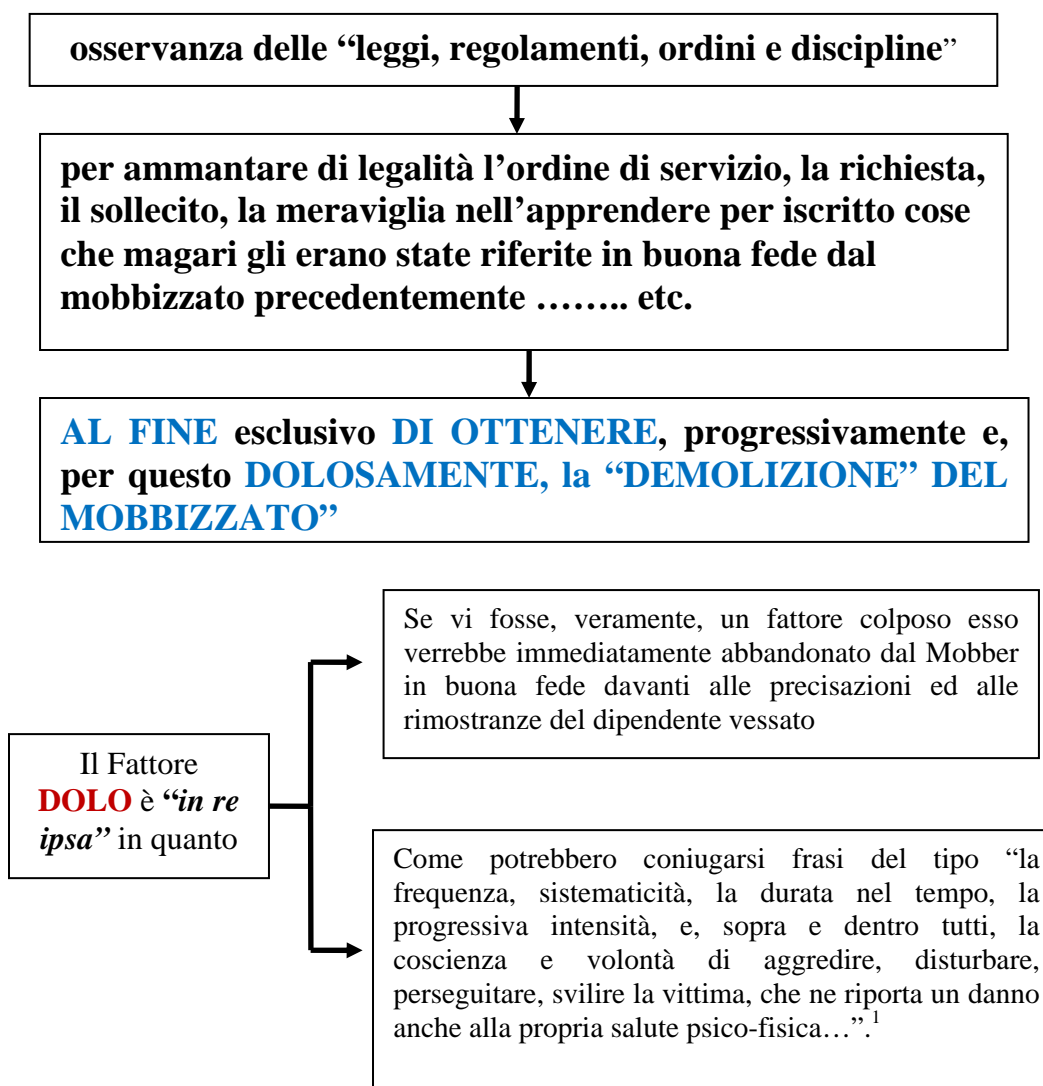 osservanza delle “leggi, regolamenti, ordini e discipline”
per ammantare di legalità l’ordine di servizio, la richiesta,
il sollecito, la meraviglia nell’apprendere per iscritto cose
che magari gli erano state riferite in buona fede dal
mobbizzato precedentemente …….. etc.
AL FINE esclusivo DI OTTENERE, progressivamente e,
per questo DOLOSAMENTE, la “DEMOLIZIONE” DEL
MOBBIZZATO”
Se vi fosse, veramente, un fattore colposo esso
verrebbe immediatamente abbandonato dal Mobber
in buona fede davanti alle precisazioni ed alle
rimostranze del dipendente vessato
Il Fattore
DOLO è “in re
ipsa” in quanto
Come potrebbero coniugarsi frasi del tipo “la
frequenza, sistematicità, la durata nel tempo, la
progressiva intensità, e, sopra e dentro tutti, la
coscienza e volontà di aggredire, disturbare,
perseguitare, svilire la vittima, che ne riporta un danno
anche alla propria salute psico-fisica…”.1